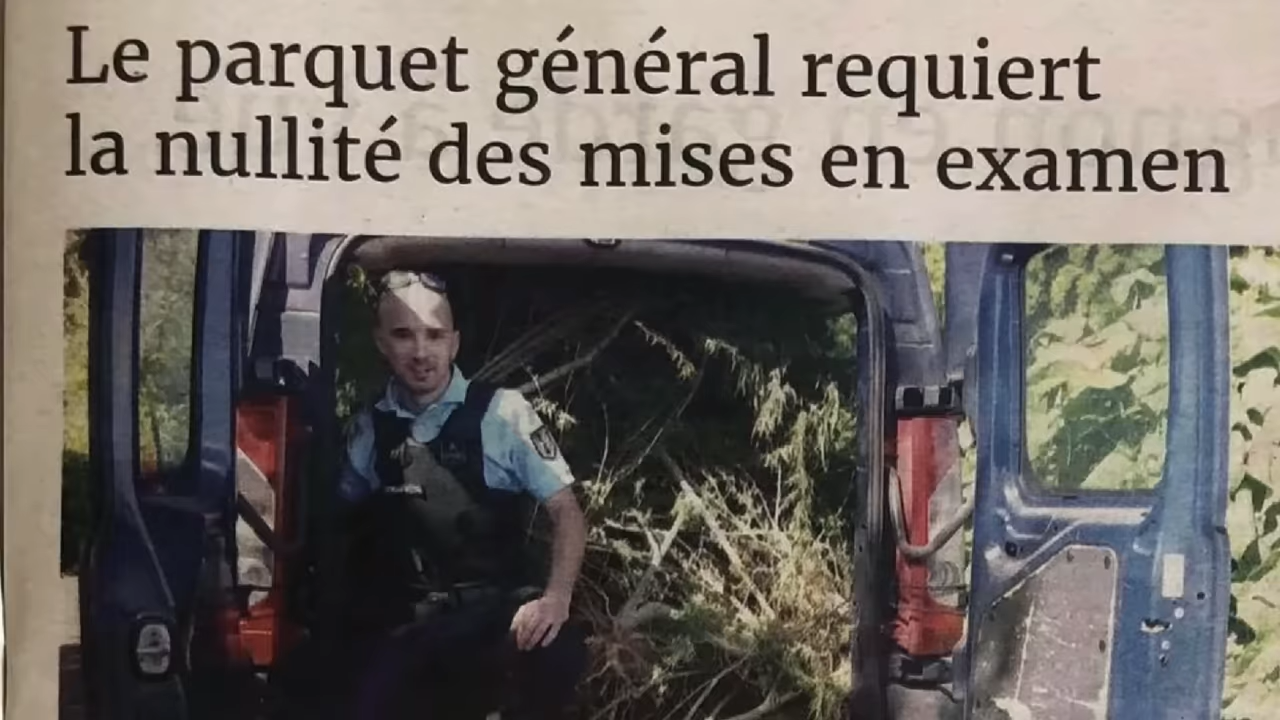 Le parquet général requiert
la nullité des mises en examen